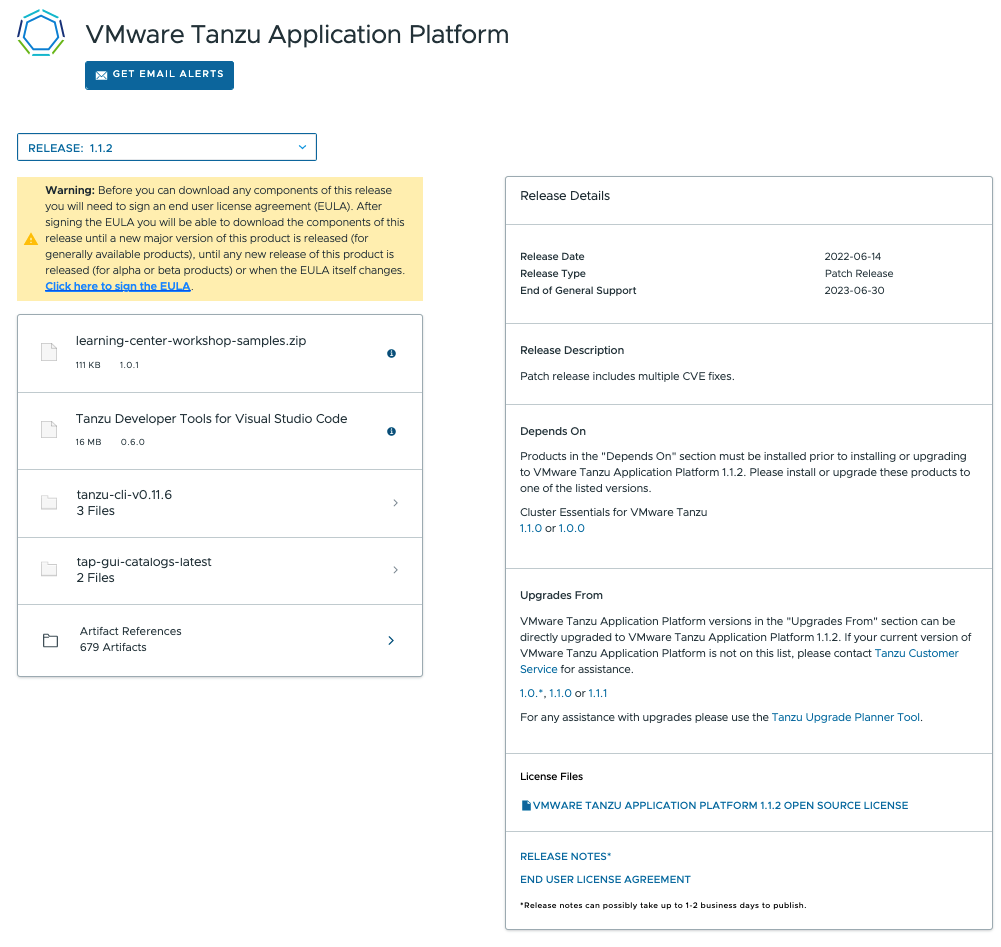 VMware Tanzu Application Platform
GET EMAIL ALERTS
RELEASE: 1.1.2
Warning: Before you can download any components of this release
you will need to sign an end user license agreement (EULA). After
signing the EULA you will be able to download the components of this
release until a new major version of this product is released (for
generally available products), until any new release of this product is
released (for alpha or beta products) or when the EULA itself changes.
Click here to sign the EULA.
learning-center-workshop-samples.zip
111 KB 1.0.1
Tanzu Developer Tools for Visual Studio Code
16 MB 0.6.0
tanzu-cli-v0.11.6
3 Files
tap-gui-catalogs-latest
2 Files
Artifact References
679 Artifacts
Release Details
Release Date 2022-06-14
Release Type Patch Release
End of General Support 2023-06-30
Release Description
Patch release includes multiple CVE fixes.
Depends On
Products in the "Depends On" section must be installed prior to installing or upgrading
to VMware Tanzu Application Platform 1.1.2. Please install or upgrade these products to
one of the listed versions.
Cluster Essentials for VMware Tanzu
1.1.0 or 1.0.0
Upgrades From
VMware Tanzu Application Platform versions in the "Upgrades From" section can be
directly upgraded to VMware Tanzu Application Platform 1.1.2. If your current version of
VMware Tanzu Application Platform is not on this list, please contact Tanzu Customer
Service for assistance.
1.0.*, 1.1.0 or 1.1.1
For any assistance with upgrades please use the Tanzu Upgrade Planner Tool.
License Files
VMWARE TANZU APPLICATION PLATFORM 1.1.2 OPEN SOURCE LICENSE
RELEASE NOTES*
END USER LICENSE AGREEMENT
*Release notes can possibly take up to 1-2 business days to publish.